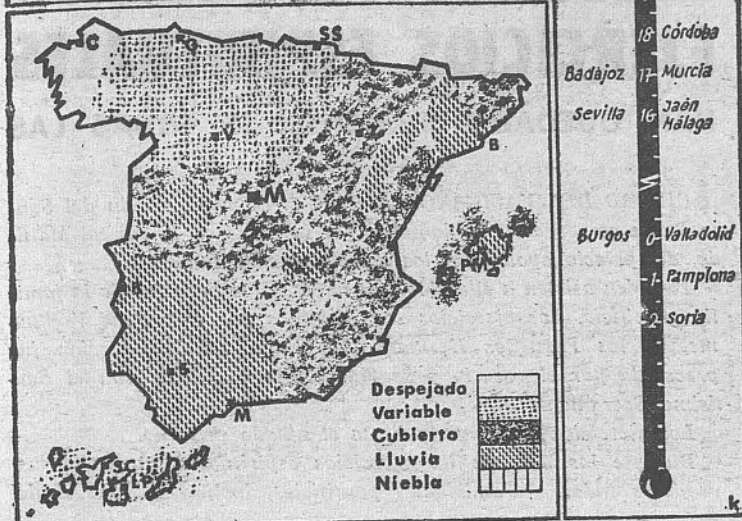 C
O
SS
V
M
B
PM
B
S
M
SC
LP
Despejado
Variable
Cubierto
Lluvia
Niebla
18 Córdoba
Badajoz 17 Murcia
Sevilla 16 Jaén
Málaga
Burgos 0 Valladolid
-1 Pamplona
-2 Soria
k